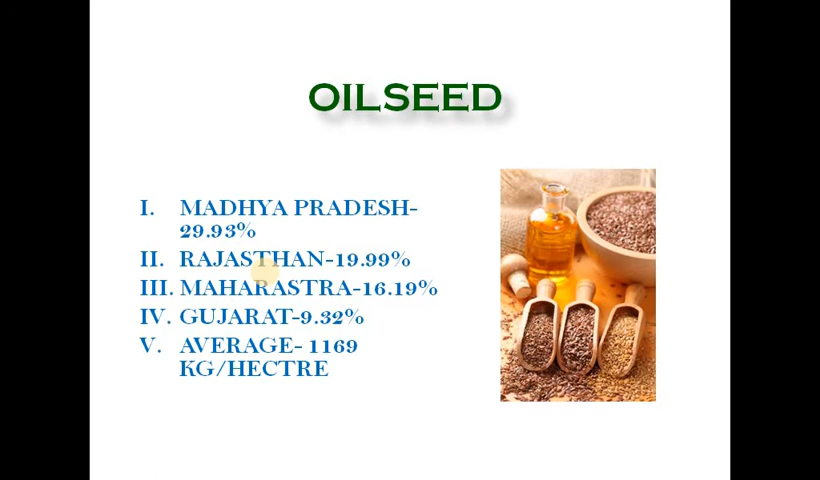 OILSEED
I. MADHYA PRADESH-
29.93%
II. RAJASTHAN-19.99%
III. MAHARASTRA-16.19%
IV. GUJARAT-9.32%
V. AVERAGE- 1169
KG/HECTRE